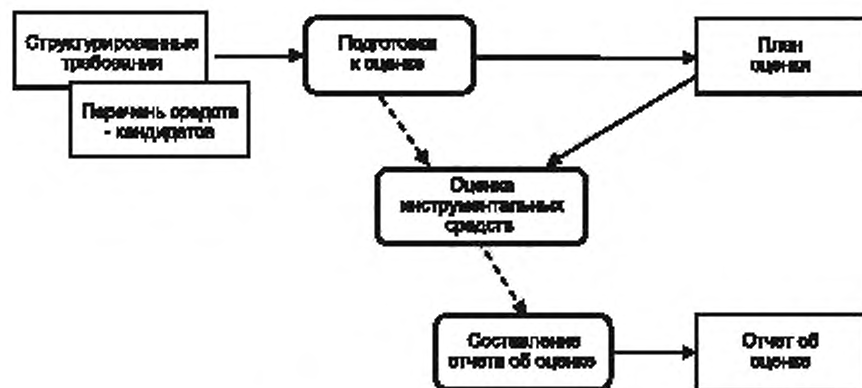 Структурированные
требования
Перечень средств
- кандидатов
Подготовка
к оценке
План
оценки
Оценка
инструментальных
средств
Составление
отчета об оценке
Отчет об
оценке